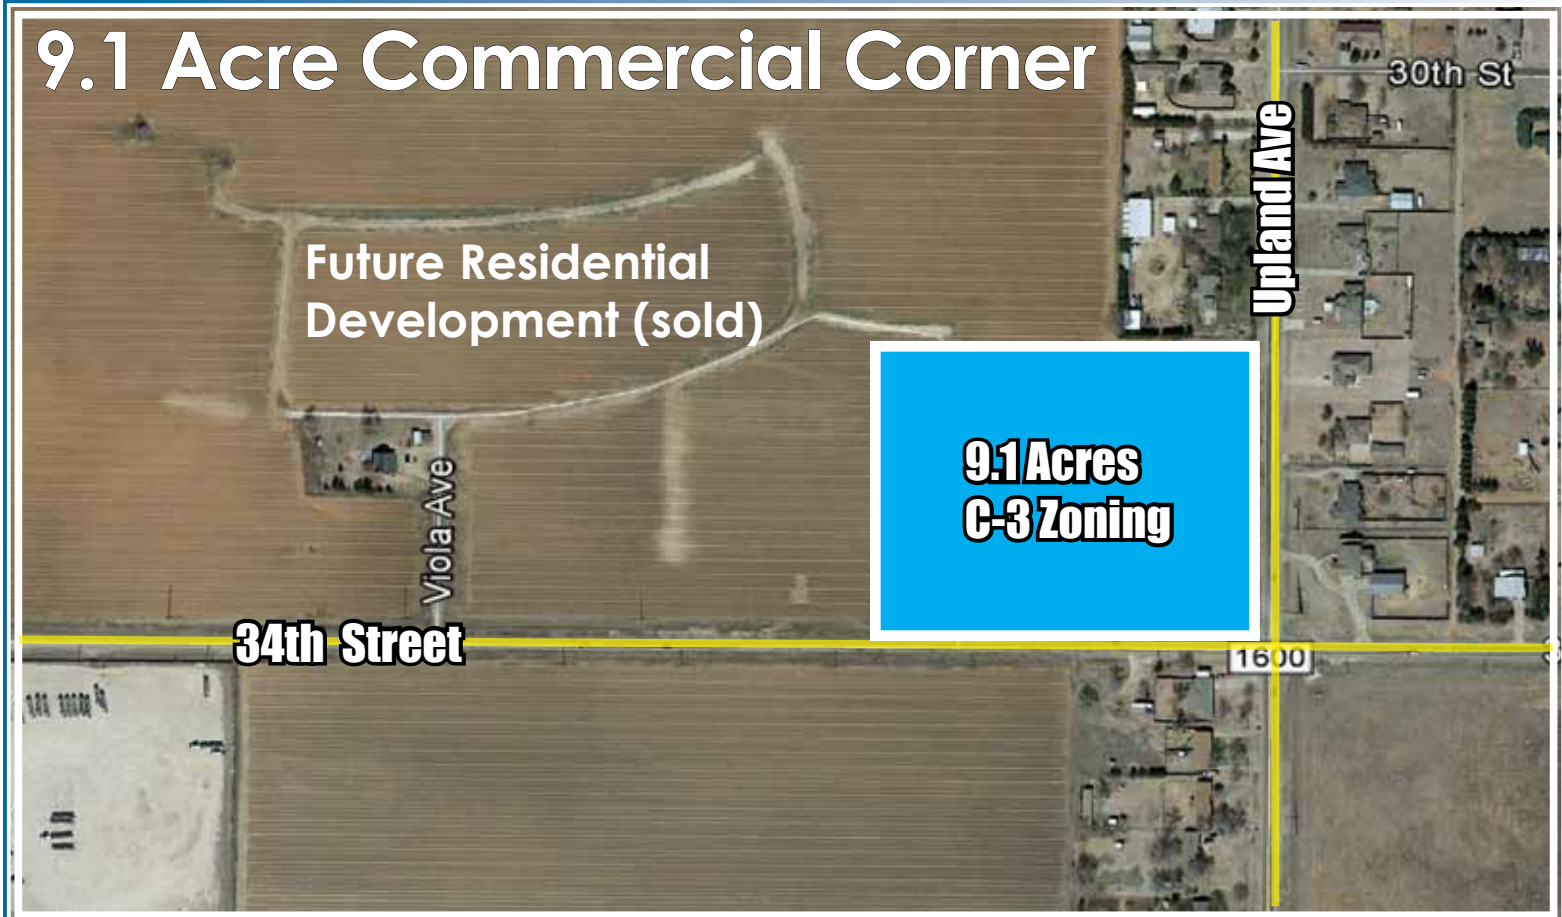 9.1 Acre Commercial Corner
30th St
Upland Ave
Future Residential
Development (sold)
9.1 Acres
C-3 Zoning
Viola Ave
34th Street
1600